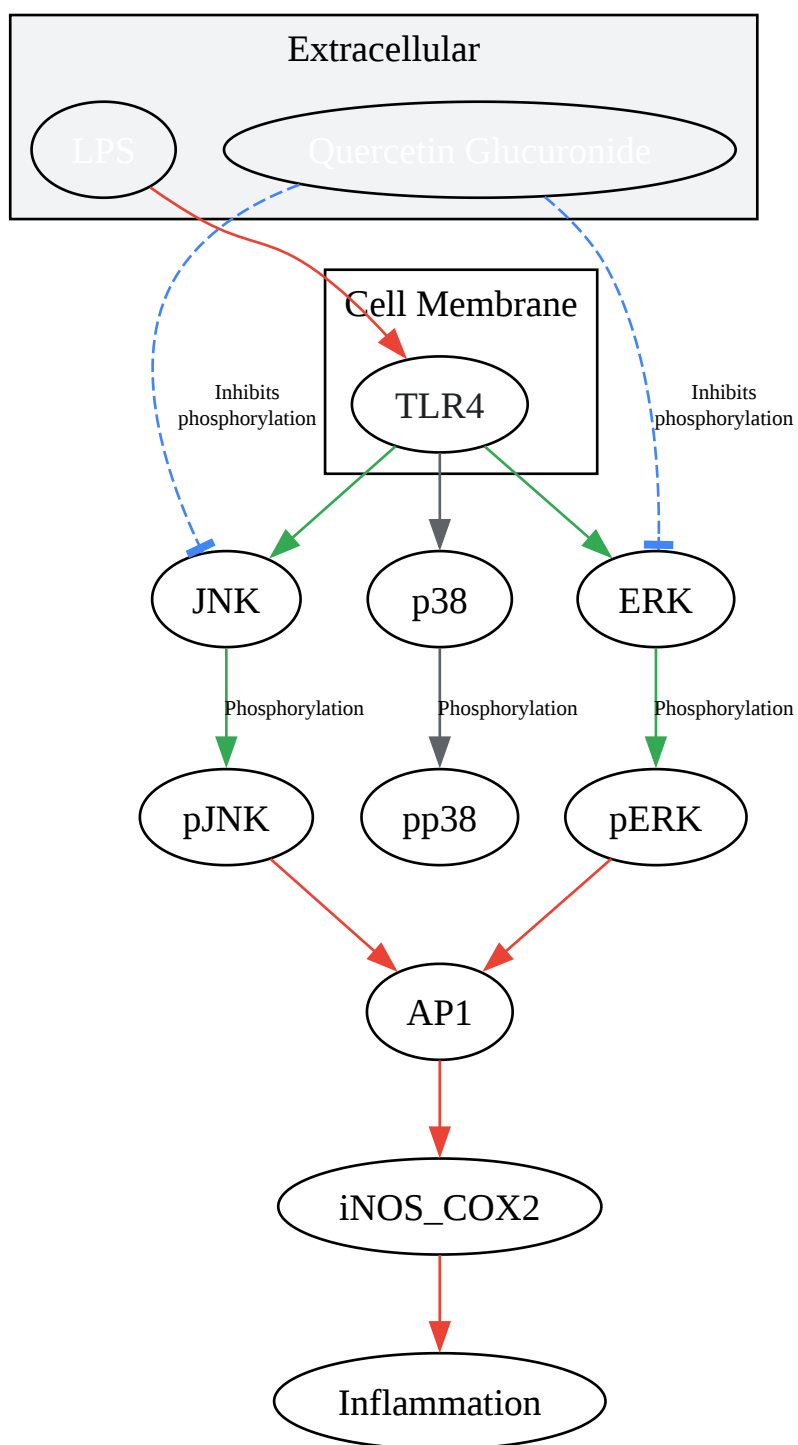 Extracellular
LPS
Quercetin Glucuronide
Cell Membrane
TLR4
Inhibits
phosphorylation
Inhibits
phosphorylation
JNK
p38
ERK
Phosphorylation
Phosphorylation
Phosphorylation
pJNK
pp38
pERK
AP1
iNOS_COX2
Inflammation